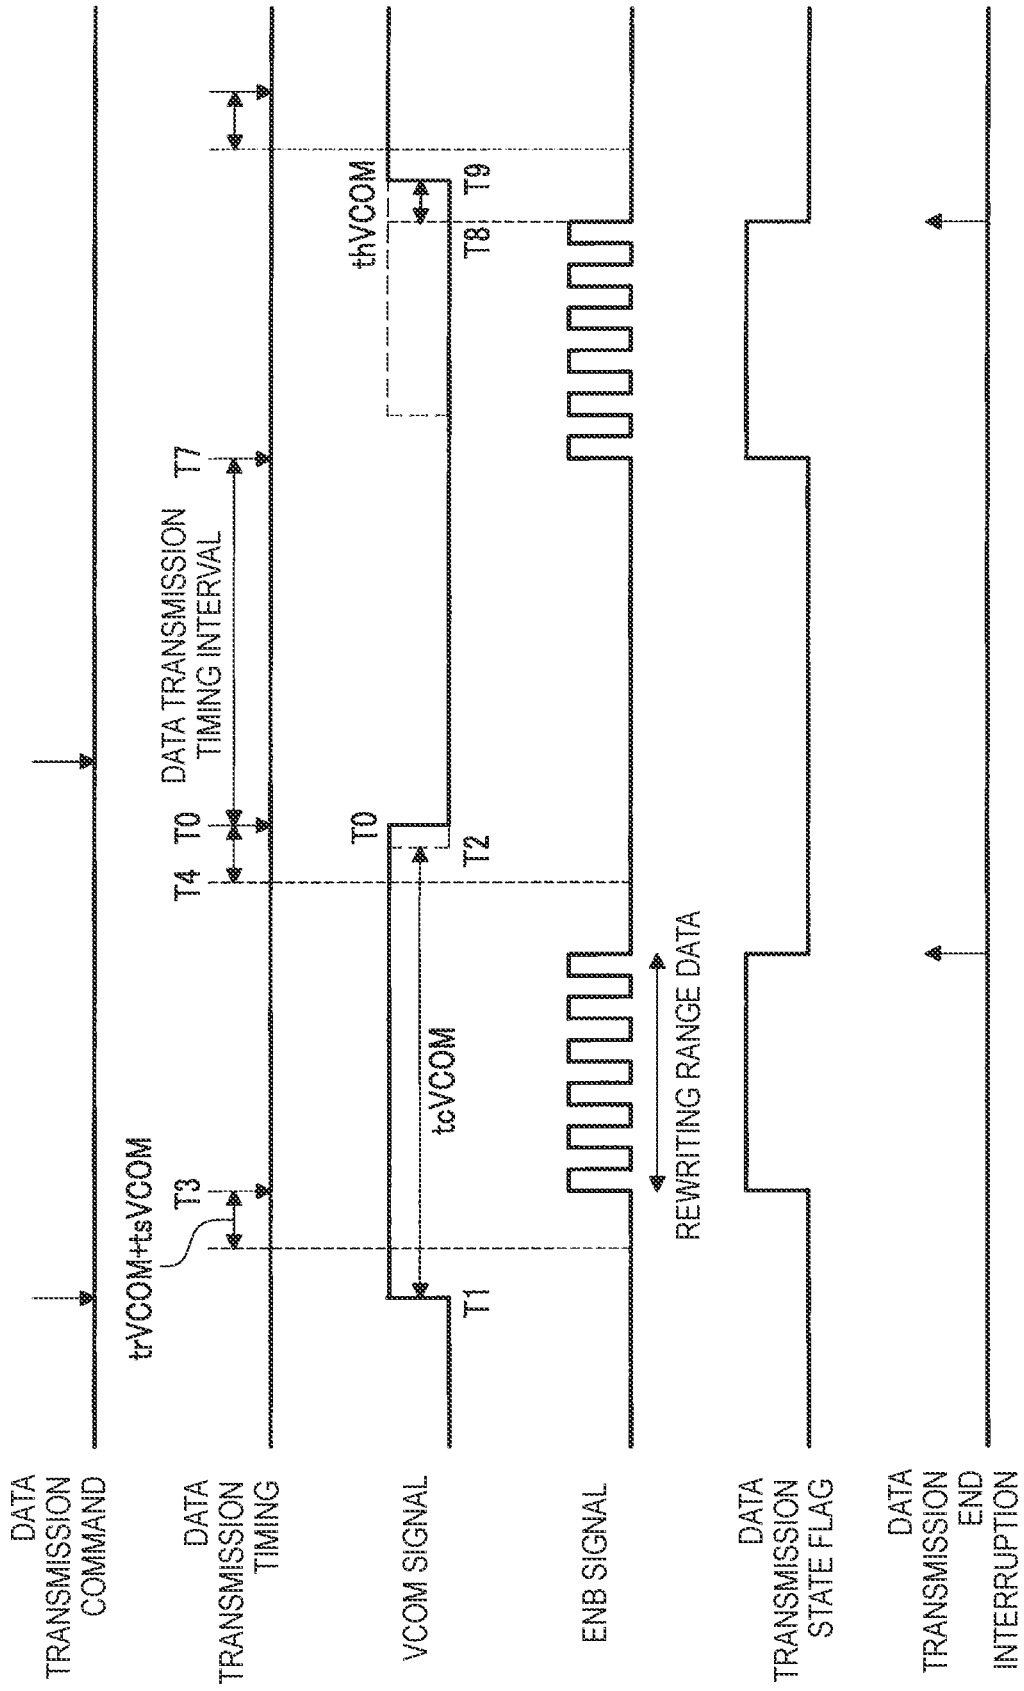 DATA
TRANSMISSION
COMMAND
trVCOM+tsVCOM
DATA
TRANSMISSION
TIMING
T3
T4
T0
DATA TRANSMISSION
TIMING INTERVAL
T7
VCOM SIGNAL
T1
tcVCOM
T2
T0
thVCOM
T8
T9
ENB SIGNAL
REWRITING RANGE DATA
DATA
TRANSMISSION
STATE FLAG
DATA
TRANSMISSION
END
INTERRUPTION